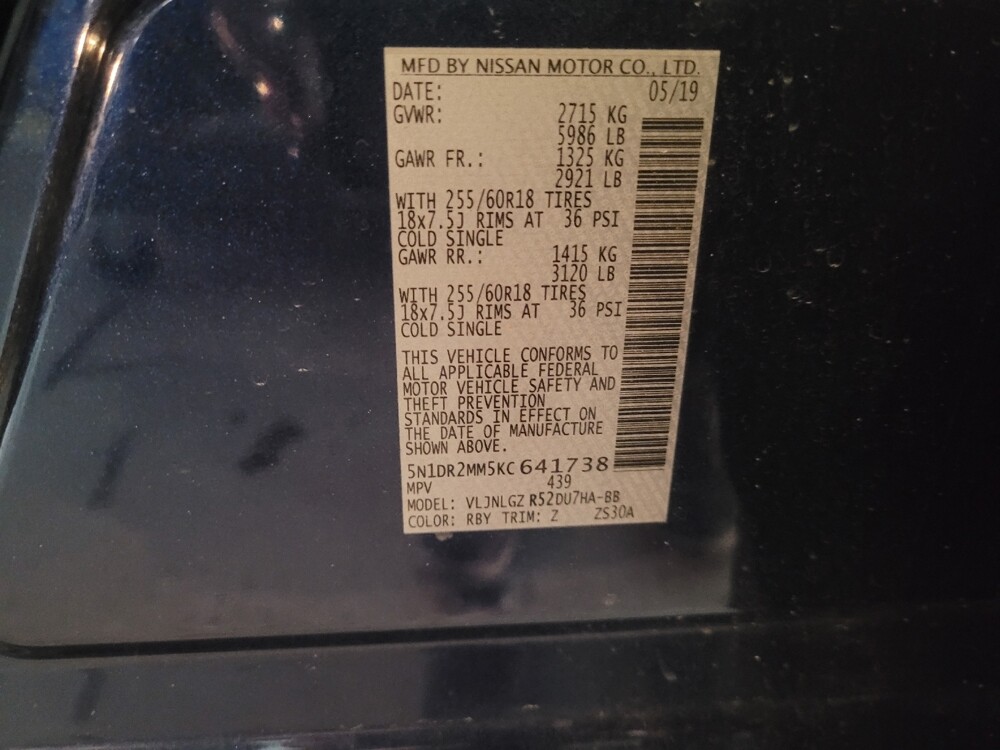 MFD BY NISSAN MOTOR CO., LTD.
DATE: 05/19
GVWR: 2715 KG
5986 LB
GAWR FR.: 1325 KG
2921 LB
WITH 255/60R18 TIRES
18x7.5J RIMS AT 36 PSI
COLD SINGLE
GAWR RR.: 1415 KG
3120 LB
WITH 255/60R18 TIRES
18x7.5J RIMS AT 36 PSI
COLD SINGLE
THIS VEHICLE CONFORMS TO
ALL APPLICABLE FEDERAL
MOTOR VEHICLE SAFETY AND
THEFT PREVENTION
STANDARDS IN EFFECT ON
THE DATE OF MANUFACTURE
SHOWN ABOVE.
5N1DR2MM5KC641738
MPV 439
MODEL: VLJNLGZ R52DU7HA-BB
COLOR: RBY TRIM: Z ZS30A